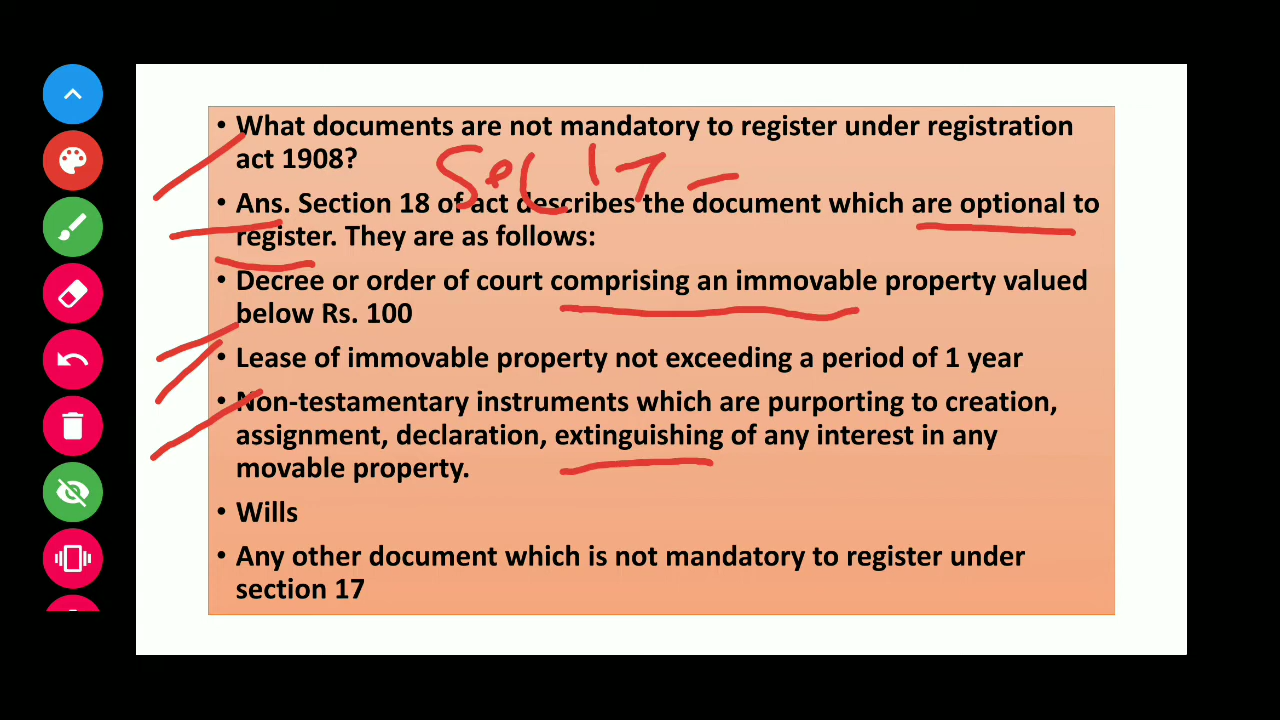 • What documents are not mandatory to register under registration
act 1908?
Sec 17 -
• Ans. Section 18 of act describes the document which are optional to
register. They are as follows:
• Decree or order of court comprising an immovable property valued
below Rs. 100
• Lease of immovable property not exceeding a period of 1 year
• Non-testamentary instruments which are purporting to creation,
assignment, declaration, extinguishing of any interest in any
movable property.
• Wills
• Any other document which is not mandatory to register under
section 17